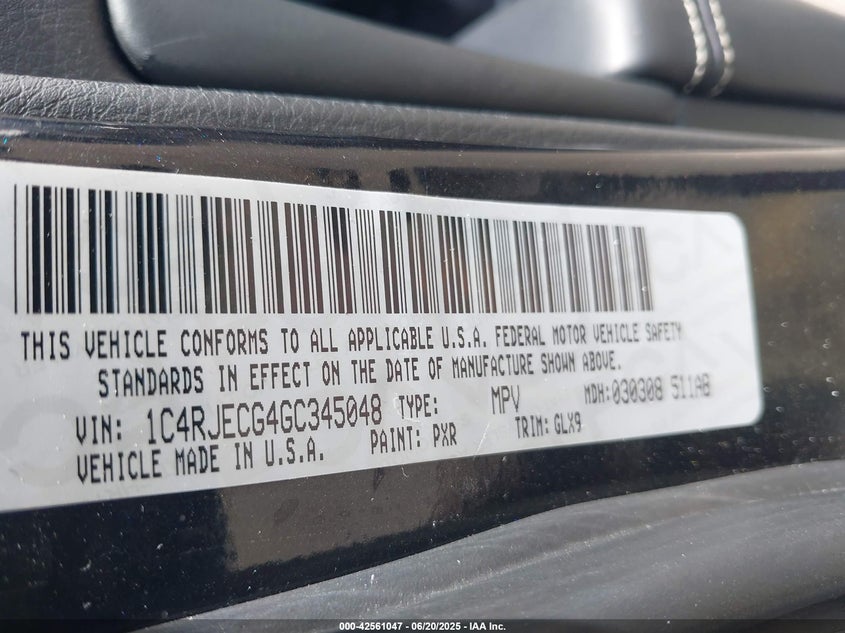 THIS VEHICLE CONFORMS TO ALL APPLICABLE U.S.A. FEDERAL MOTOR VEHICLE SAFETY
STANDARDS IN EFFECT ON THE DATE OF MANUFACTURE SHOWN ABOVE.
VIN: 1C4RJECG4GC345048 TYPE: MPV MDH:030308 511AB
VEHICLE MADE IN U.S.A. PAINT: PXR TRIM: GLX9
000-42561047 - 06/20/2025 - IAA Inc.